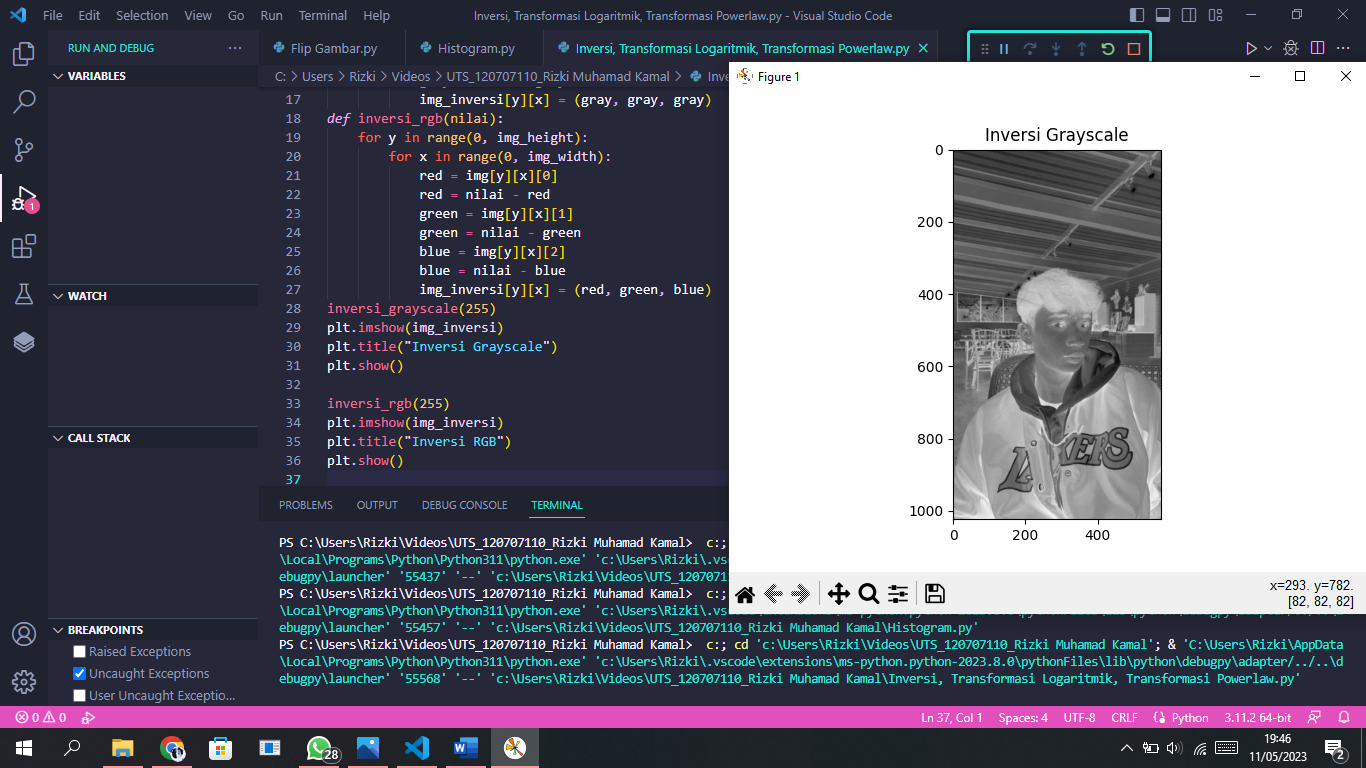 File Edit Selection View Go Run Terminal Help Inversi, Transformasi Logaritmik, Transformasi Powerlaw.py - Visual Studio Code
RUN AND DEBUG ···
Flip Gambar.py
Histogram.py
Inversi, Transformasi Logaritmik, Transformasi Powerlaw.py
C: > Users > Rizki > Videos > UTS_120707110_Rizki Muhamad Kamal >
VARIABLES
WATCH
CALL STACK
BREAKPOINTS
Raised Exceptions
Uncaught Exceptions
User Uncaught Exceptio...
1
17 img_inversi[y][x] = (gray, gray, gray)
18 def inversi_rgb(nilai):
19 for y in range(0, img_height):
20 for x in range(0, img_width):
21 red = img[y][x][0]
22 red = nilai - red
23 green = img[y][x][1]
24 green = nilai - green
25 blue = img[y][x][2]
26 blue = nilai - blue
27 img_inversi[y][x] = (red, green, blue)
28 inversi_grayscale(255)
29 plt.imshow(img_inversi)
30 plt.title("Inversi Grayscale")
31 plt.show()
32
33 inversi_rgb(255)
34 plt.imshow(img_inversi)
35 plt.title("Inversi RGB")
36 plt.show()
37
Figure 1
Inversi Grayscale
0
200
400
600
800
1000
0 200 400
LAKERS
x=293. y=782.
[82, 82, 82]
PROBLEMS OUTPUT DEBUG CONSOLE TERMINAL
PS C:\Users\Rizki\Videos\UTS_120707110_Rizki Muhamad Kamal> c:;
\Local\Programs\Python\Python311\python.exe' 'c:\Users\Rizki\.vs
ebugpy\launcher' '55437' '--' 'c:\Users\Rizki\Videos\UTS_1207071
PS C:\Users\Rizki\Videos\UTS_120707110_Rizki Muhamad Kamal> c:;
\Local\Programs\Python\Python311\python.exe' 'c:\Users\Rizki\.vs
ebugpy\launcher' '55457' '--' 'c:\Users\Rizki\Videos\UTS_120707110_Rizki Muhamad Kamal\Histogram.py'
PS C:\Users\Rizki\Videos\UTS_120707110_Rizki Muhamad Kamal> c:; cd 'c:\Users\Rizki\Videos\UTS_120707110_Rizki Muhamad Kamal'; & 'C:\Users\Rizki\AppData
\Local\Programs\Python\Python311\python.exe' 'c:\Users\Rizki\.vscode\extensions\ms-python.python-2023.8.0\pythonFiles\lib\python\debugpy\adapter/../..\d
ebugpy\launcher' '55568' '--' 'c:\Users\Rizki\Videos\UTS_120707110_Rizki Muhamad Kamal\Inversi, Transformasi Logaritmik, Transformasi Powerlaw.py'
0 0 Ln 37, Col 1 Spaces: 4 UTF-8 CRLF Python 3.11.2 64-bit
28
19:46
11/05/2023
2